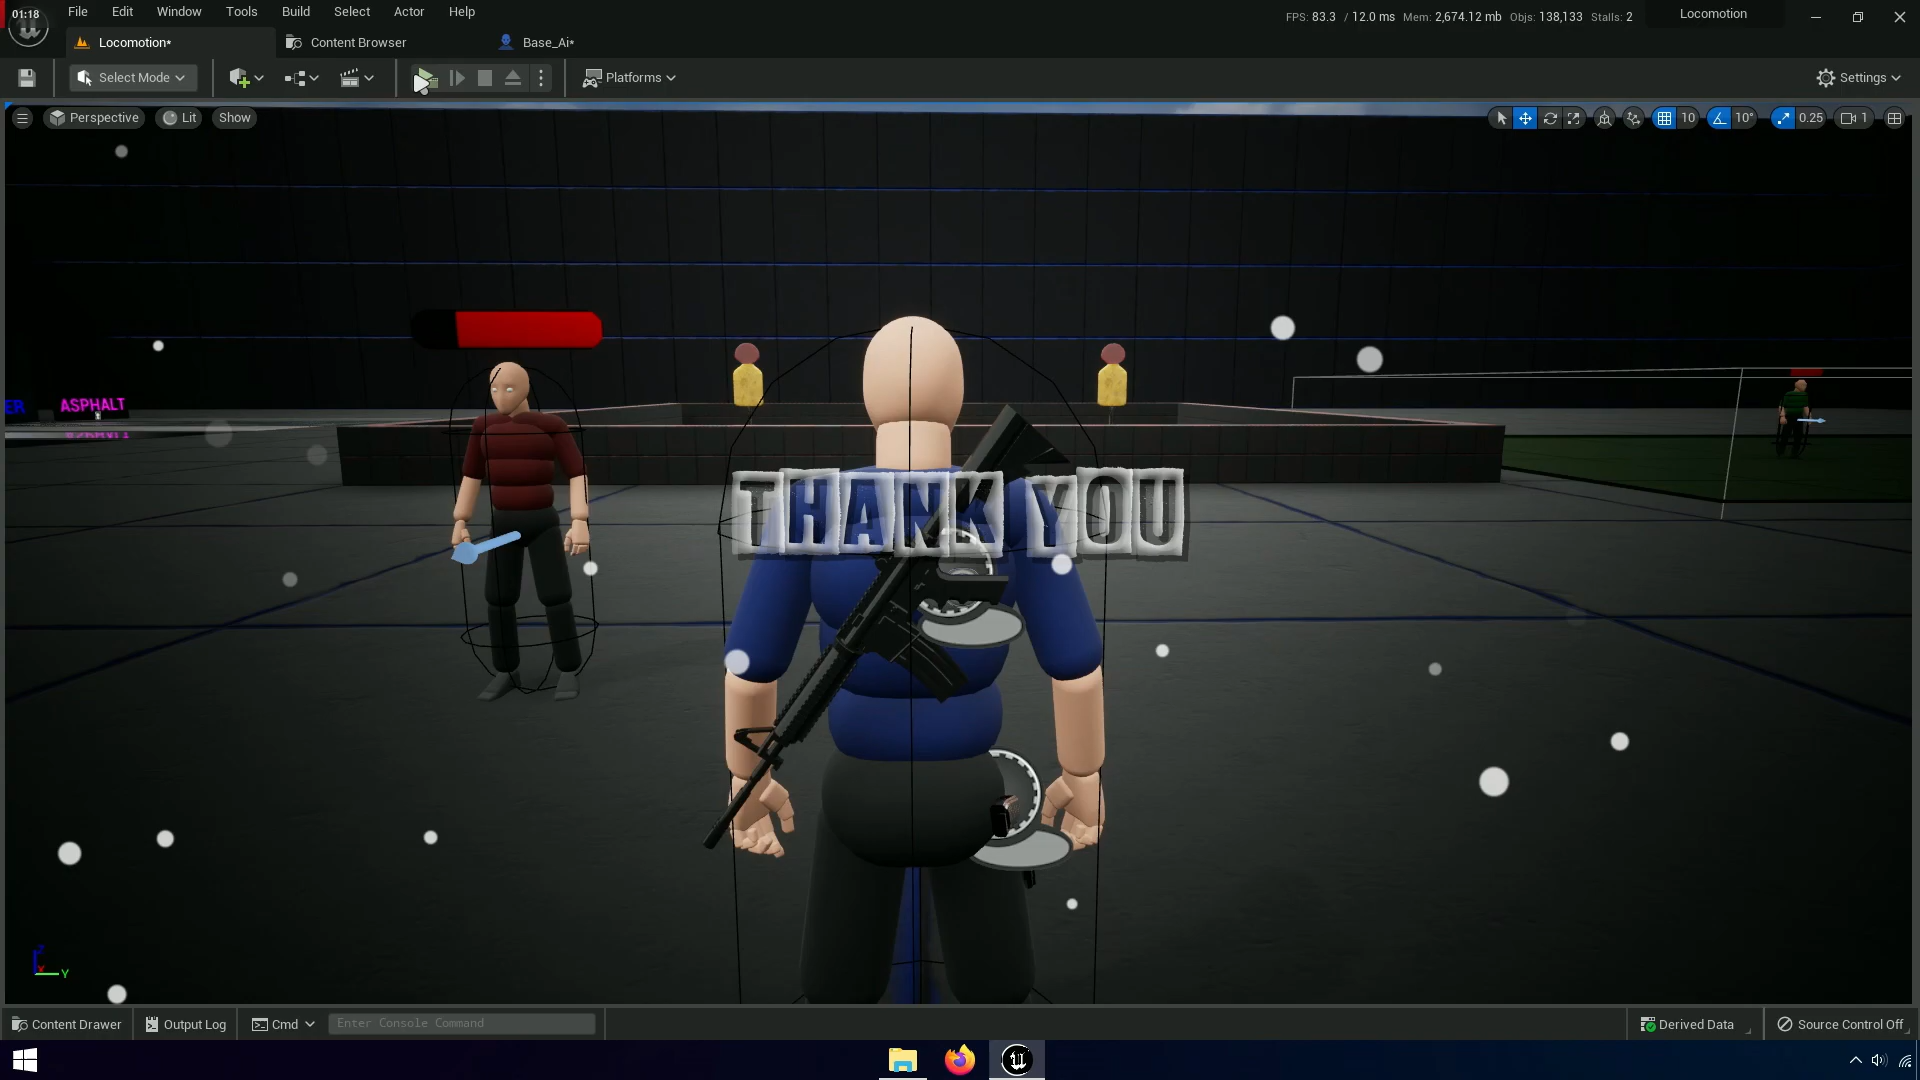 01:18
File Edit Window Tools Build Select Actor Help
FPS: 83.3 / 12.0 ms Mem: 2,674.12 mb Objs: 138,133 Stalls: 2
Locomotion
Locomotion*
Content Browser
Base_Ai*
Select Mode
Platforms
Settings
Perspective
Lit
Show
10
10°
0.25
1
ER
ASPHALT
THANK YOU
Z
Y
Content Drawer
Output Log
Cmd
Enter Console Command
Derived Data
Source Control Off